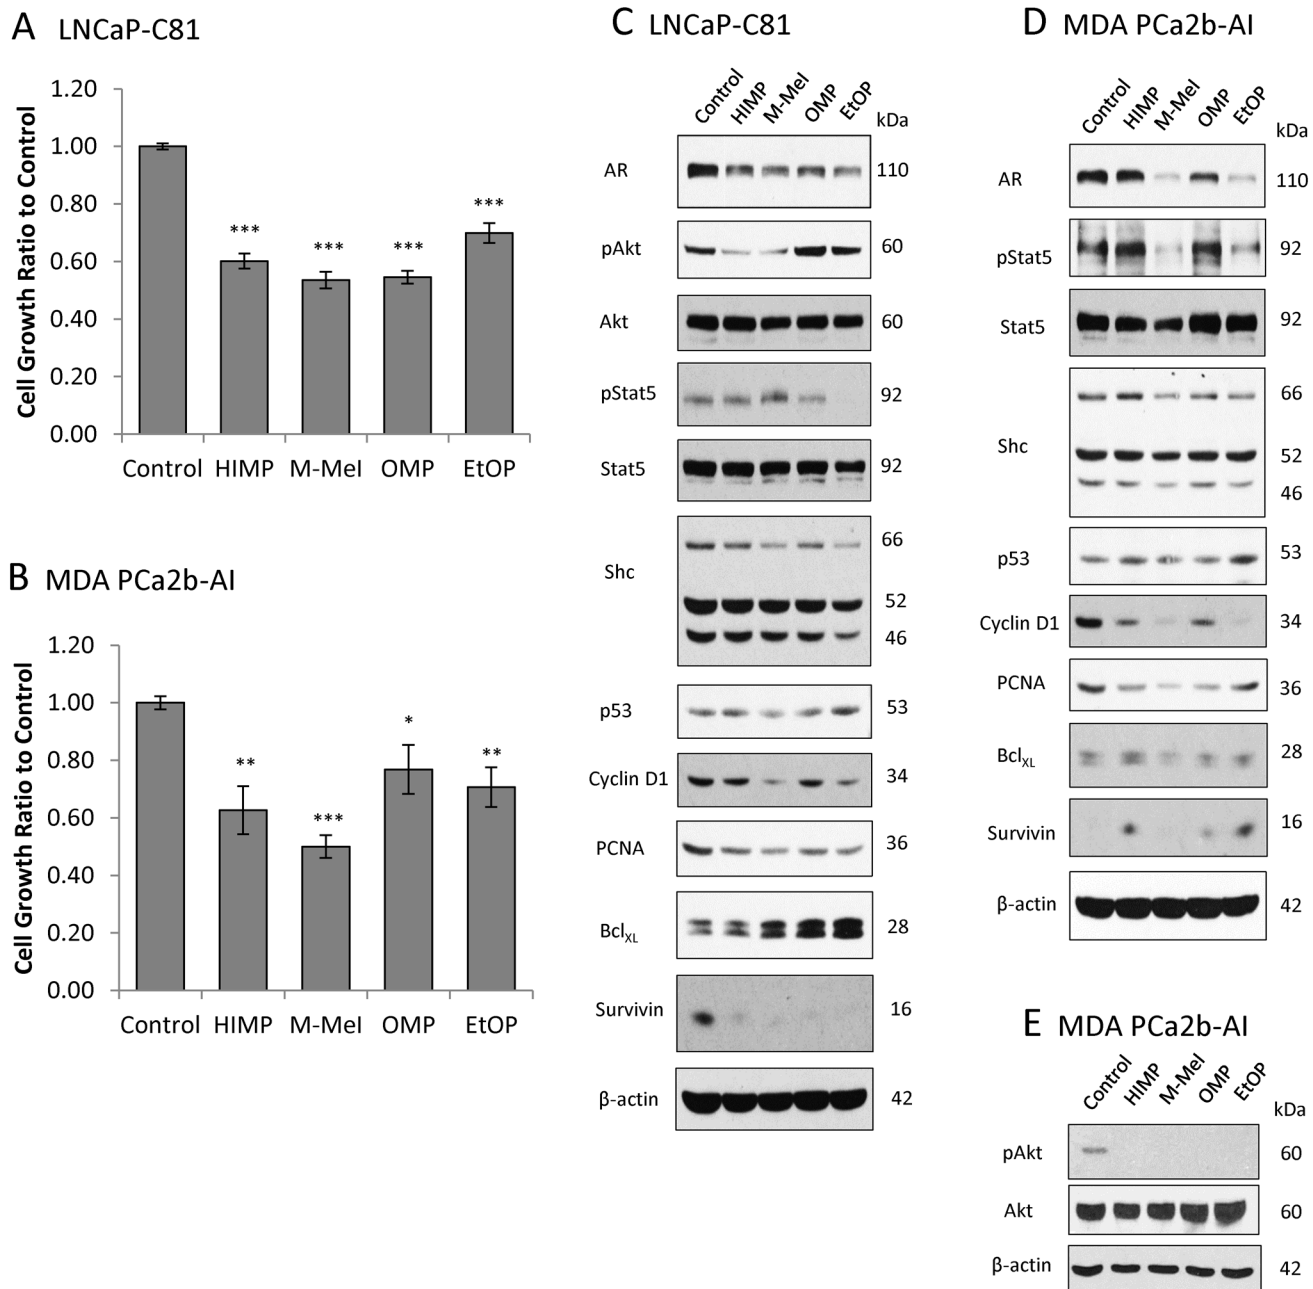 A LNCaP-C81
Cell Growth Ratio to Control
1.20
1.00
0.80
0.60
0.40
0.20
0.00
***
***
***
***
Control HIMP M-Mel OMP EtOP
B MDA PCa2b-AI
Cell Growth Ratio to Control
1.20
1.00
0.80
0.60
0.40
0.20
0.00
**
***
*
**
Control HIMP M-Mel OMP EtOP
C LNCaP-C81
Control HIMP M-Mel OMP EtOP
kDa
AR 110
pAkt 60
Akt 60
pStat5 92
Stat5 92
Shc 66
52
46
p53 53
Cyclin D1 34
PCNA 36
BclXL 28
Survivin 16
β-actin 42
D MDA PCa2b-AI
Control HIMP M-Mel OMP EtOP
kDa
AR 110
pStat5 92
Stat5 92
Shc 66
52
46
p53 53
Cyclin D1 34
PCNA 36
BclXL 28
Survivin 16
β-actin 42
E MDA PCa2b-AI
Control HIMP M-Mel OMP EtOP
kDa
pAkt 60
Akt 60
β-actin 42